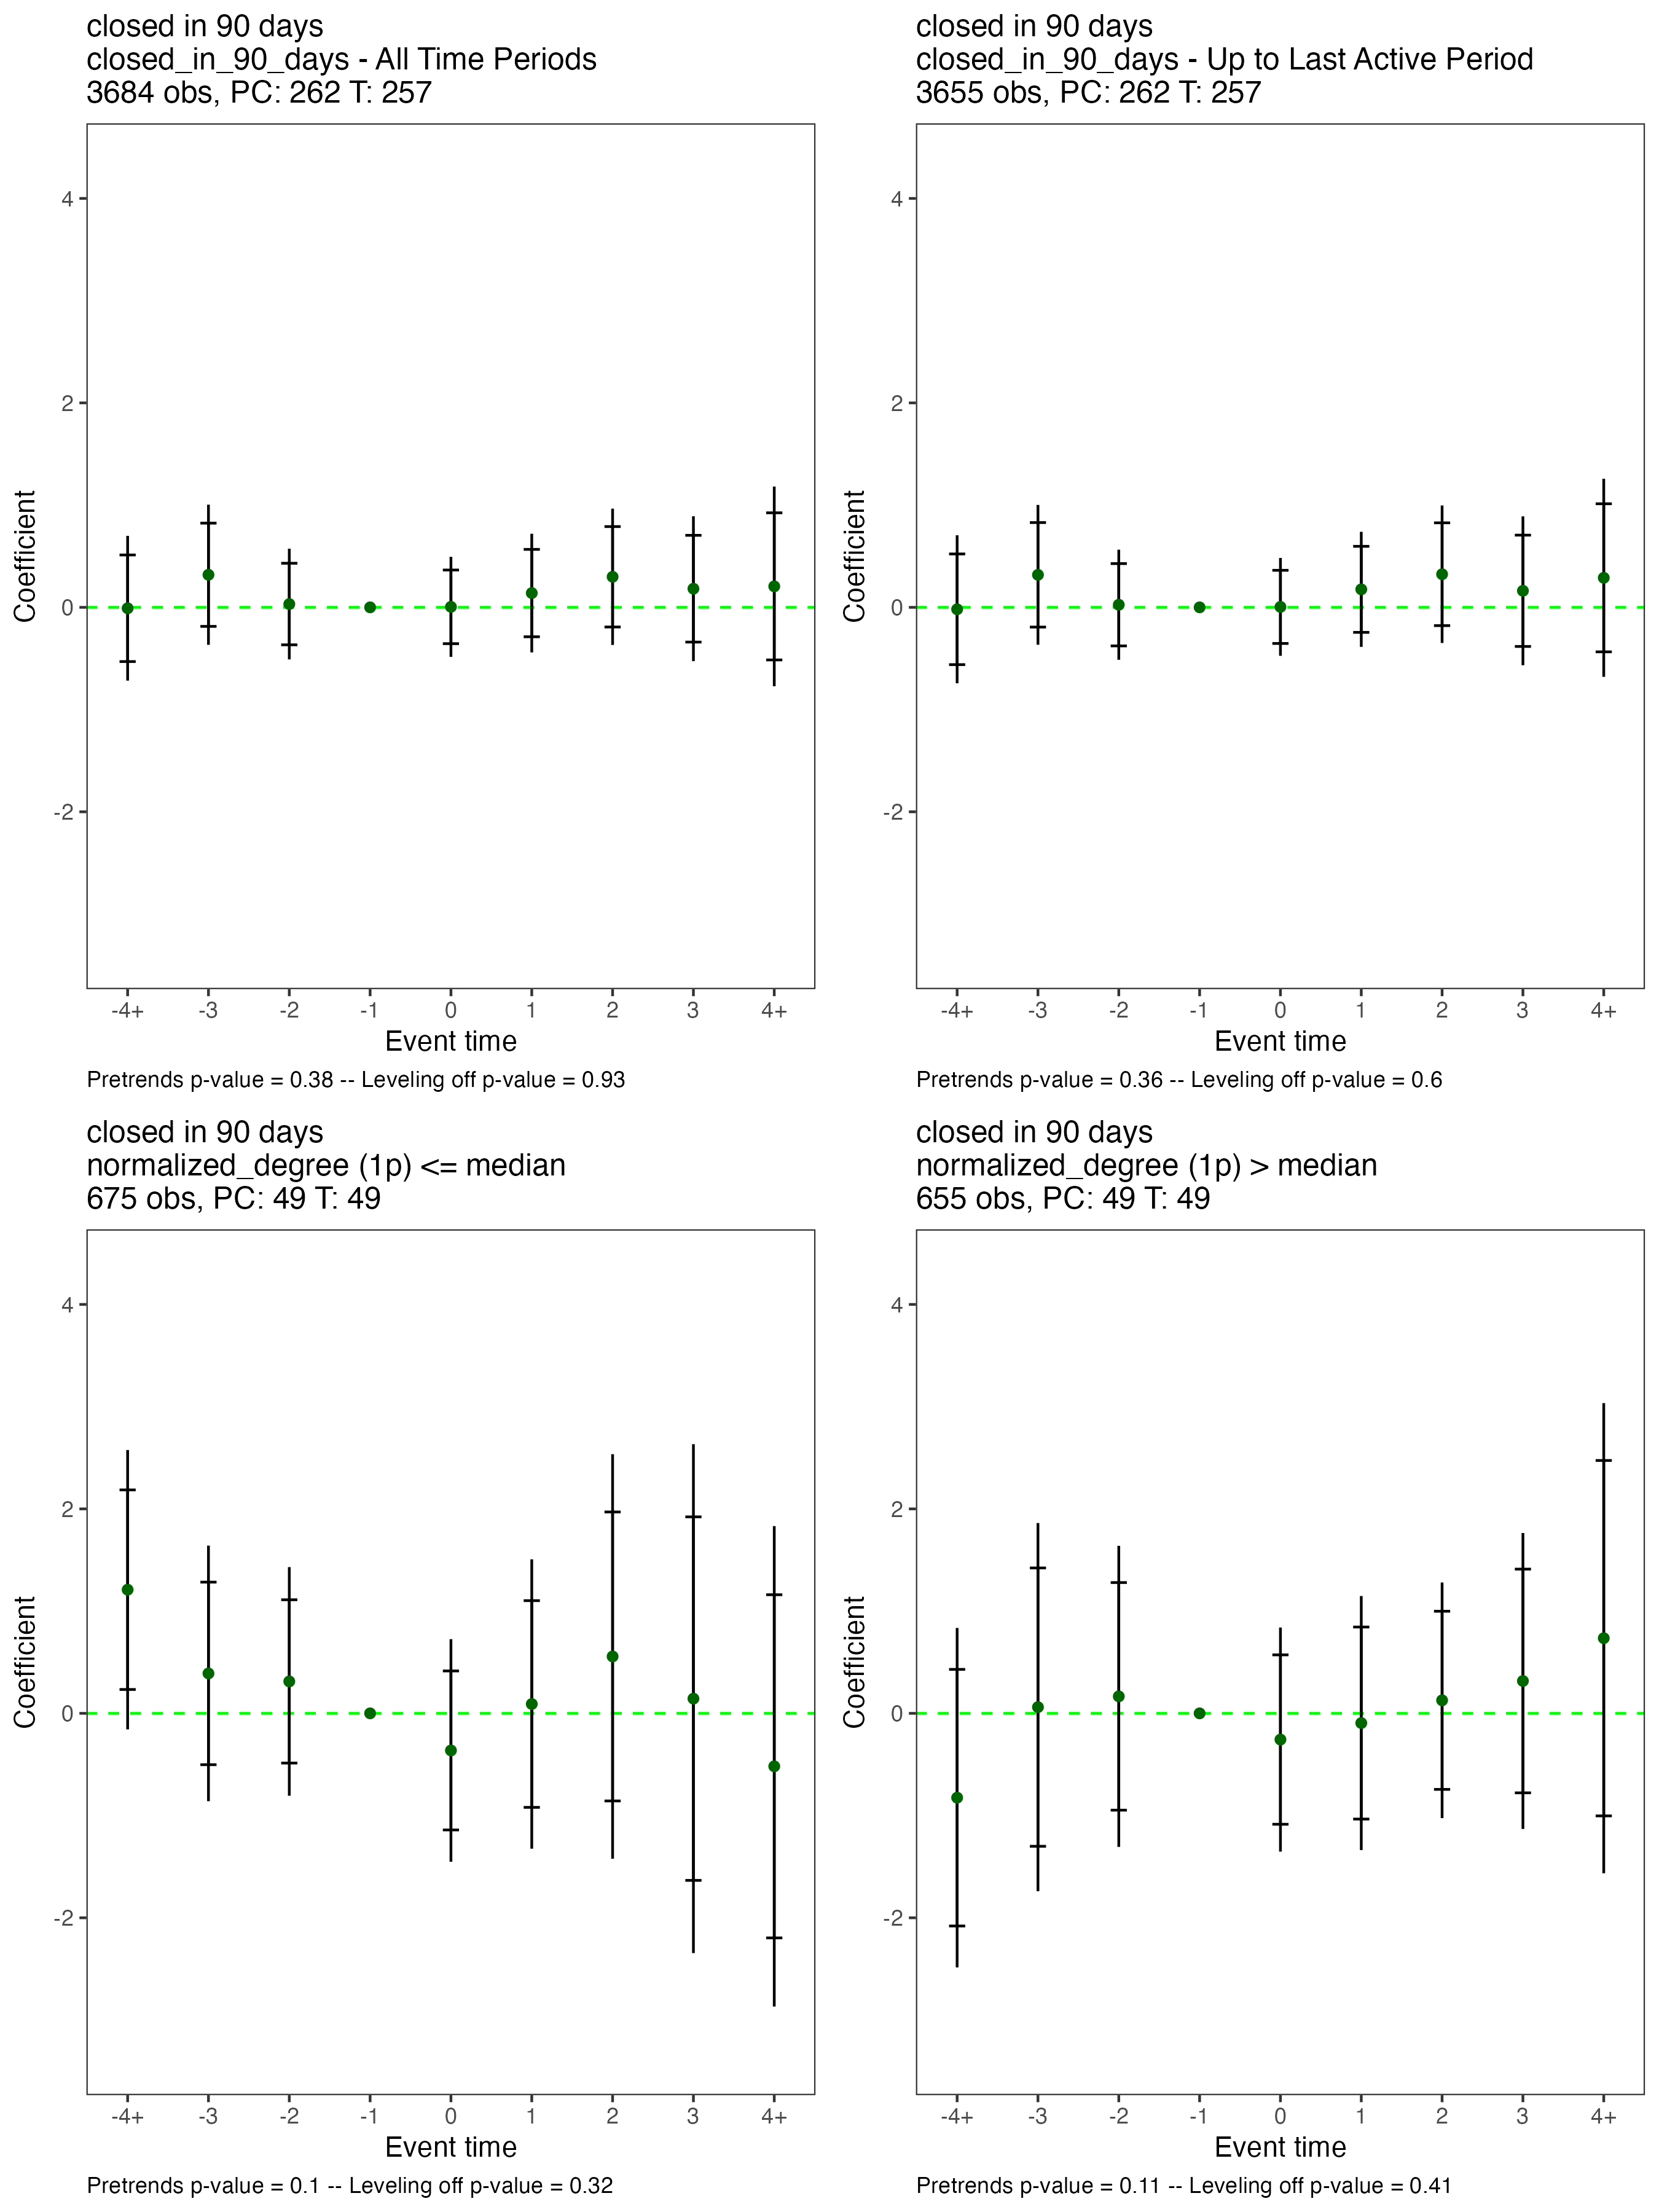 closed in 90 days
closed_in_90_days - All Time Periods
3684 obs, PC: 262 T: 257
4
2
0
-2
Coefficient
-4+ -3 -2 -1 0 1 2 3 4+
Event time
Pretrends p-value = 0.38 -- Leveling off p-value = 0.93
closed in 90 days
closed_in_90_days - Up to Last Active Period
3655 obs, PC: 262 T: 257
4
2
0
-2
Coefficient
-4+ -3 -2 -1 0 1 2 3 4+
Event time
Pretrends p-value = 0.36 -- Leveling off p-value = 0.6
closed in 90 days
normalized_degree (1p) <= median
675 obs, PC: 49 T: 49
4
2
0
-2
Coefficient
-4+ -3 -2 -1 0 1 2 3 4+
Event time
Pretrends p-value = 0.1 -- Leveling off p-value = 0.32
closed in 90 days
normalized_degree (1p) > median
655 obs, PC: 49 T: 49
4
2
0
-2
Coefficient
-4+ -3 -2 -1 0 1 2 3 4+
Event time
Pretrends p-value = 0.11 -- Leveling off p-value = 0.41